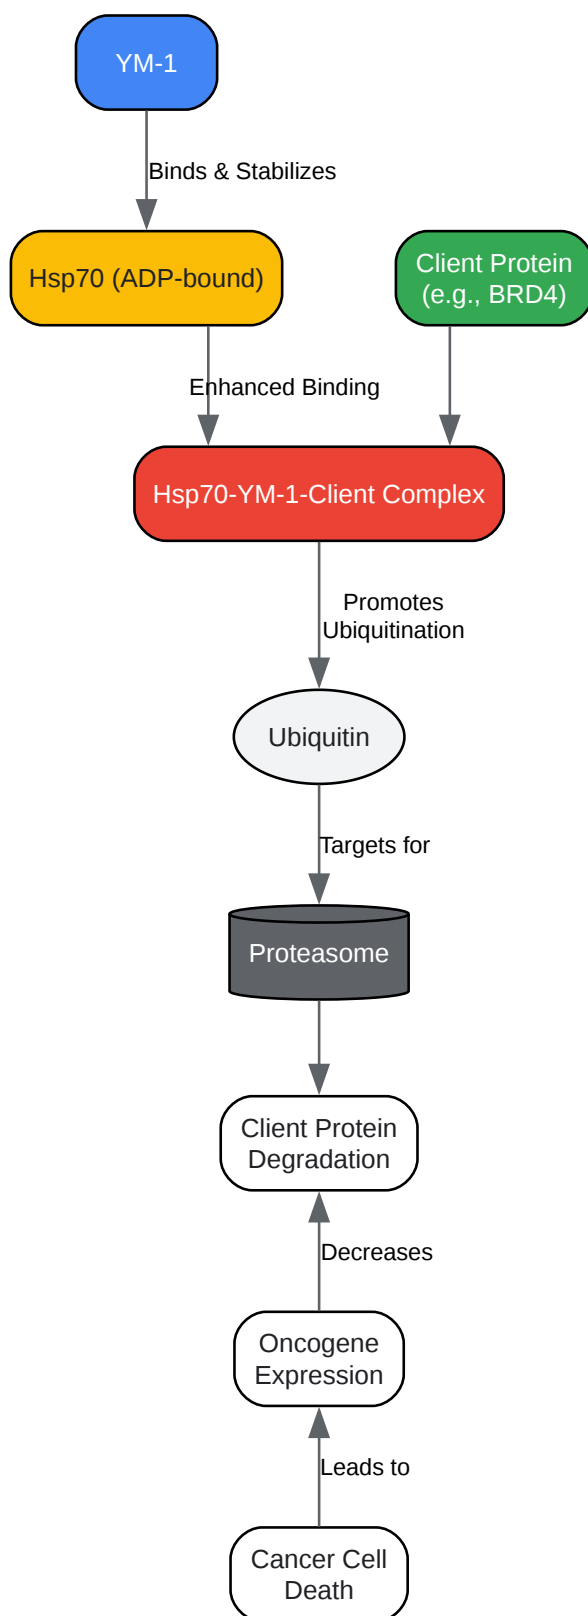 YM-1
Binds & Stabilizes
Hsp70 (ADP-bound)
Client Protein
(e.g., BRD4)
Enhanced Binding
Hsp70-YM-1-Client Complex
Promotes
Ubiquitination
Ubiquitin
Targets for
Proteasome
Client Protein
Degradation
Decreases
Oncogene
Expression
Leads to
Cancer Cell
Death